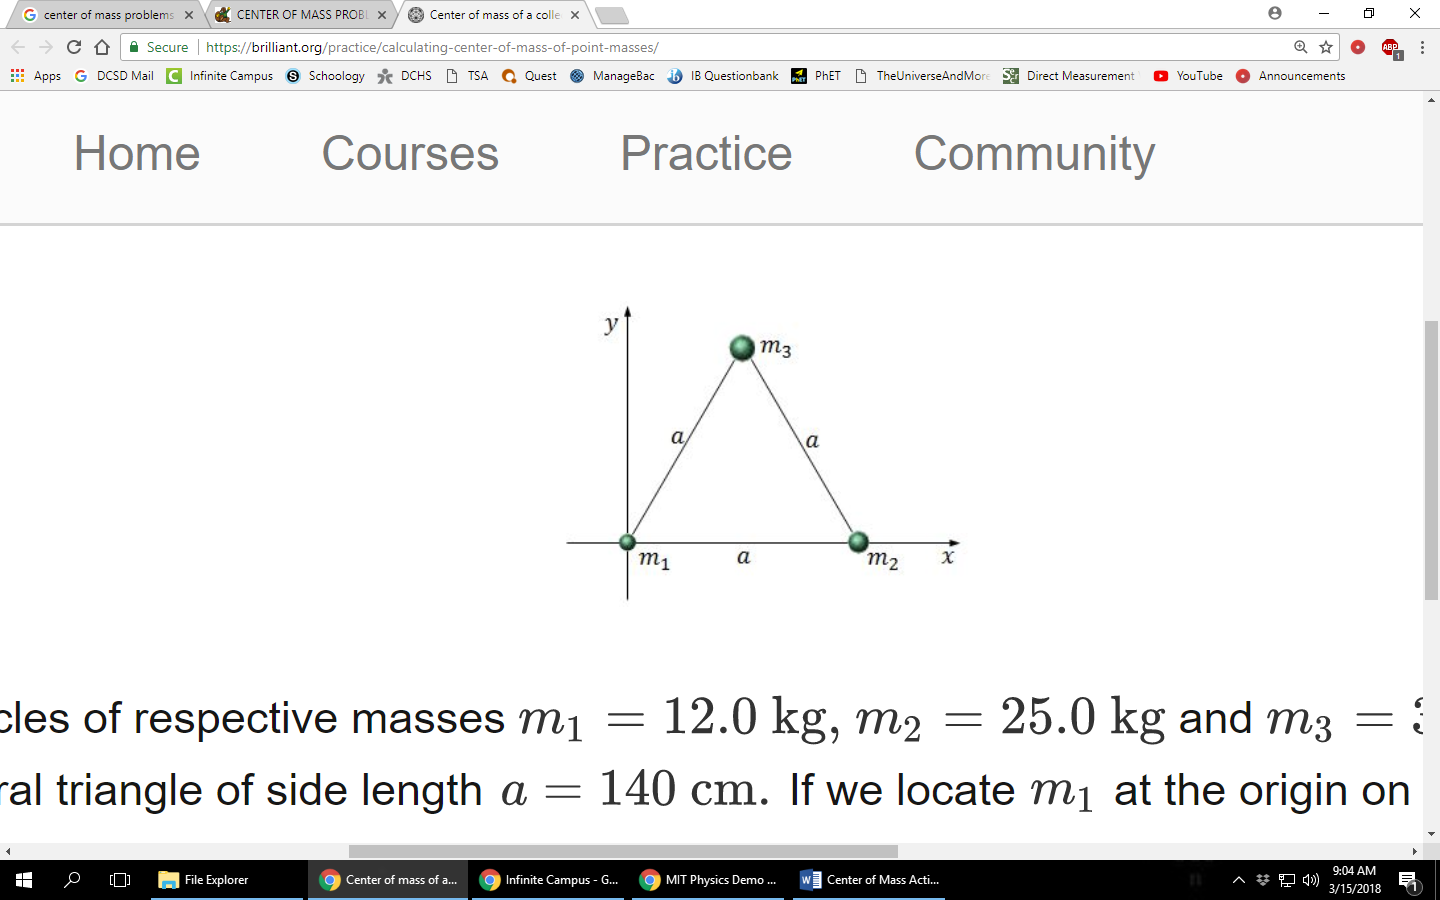 center of mass problems
CENTER OF MASS PROBL
Center of mass of a colle
Secure https://brilliant.org/practice/calculating-center-of-mass-of-point-masses/
ABP
1
Apps DCSD Mail Infinite Campus Schoology DCHS TSA Quest ManageBac IB Questionbank PhET TheUniverseAndMore Direct Measurement YouTube Announcements
Home Courses Practice Community
y
m3
a a
m1 a m2 x
cles of respective masses m1 = 12.0 kg, m2 = 25.0 kg and m3 = 3
ral triangle of side length a = 140 cm. If we locate m1 at the origin on
File Explorer Center of mass of a... Infinite Campus - G... MIT Physics Demo ... Center of Mass Acti...
9:04 AM
3/15/2018
1